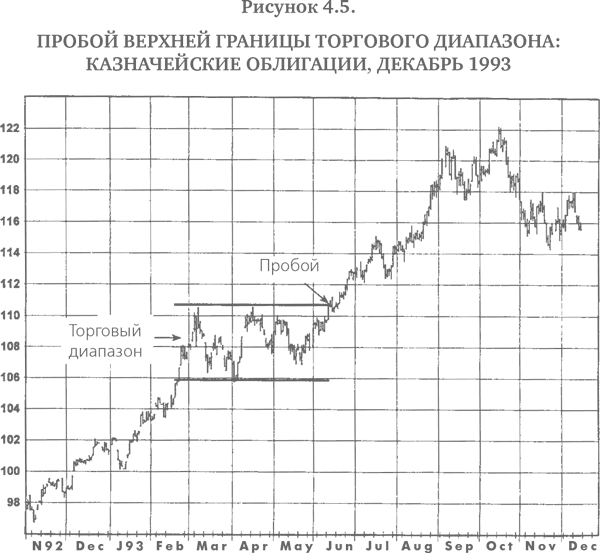 Рисунок 4.5.
ПРОБОЙ ВЕРХНЕЙ ГРАНИЦЫ ТОРГОВОГО ДИАПАЗОНА:
КАЗНАЧЕЙСКИЕ ОБЛИГАЦИИ, ДЕКАБРЬ 1993
122
120
118
116
114
Пробой
112
110
Торговый
диапазон
108
106
104
102
100
98
N92 Dec J93 Feb Mar Apr May Jun Jul Aug Sep Oct Nov Dec